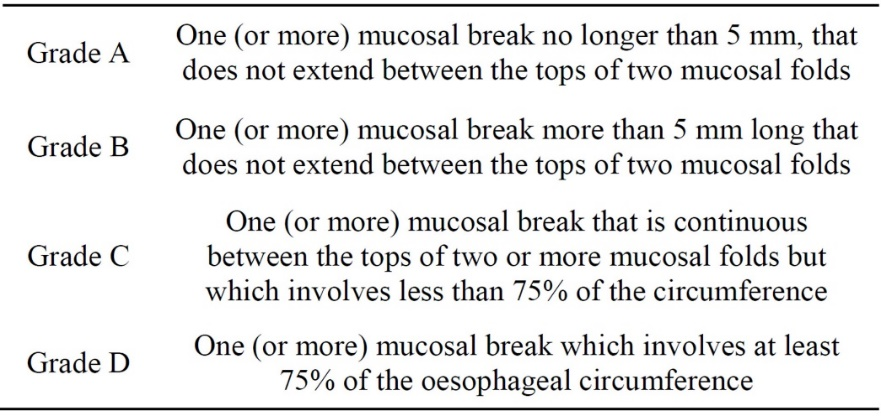 Grade A
One (or more) mucosal break no longer than 5 mm, that
does not extend between the tops of two mucosal folds
Grade B
One (or more) mucosal break more than 5 mm long that
does not extend between the tops of two mucosal folds
Grade C
One (or more) mucosal break that is continuous
between the tops of two or more mucosal folds but
which involves less than 75% of the circumference
Grade D
One (or more) mucosal break which involves at least
75% of the oesophageal circumference